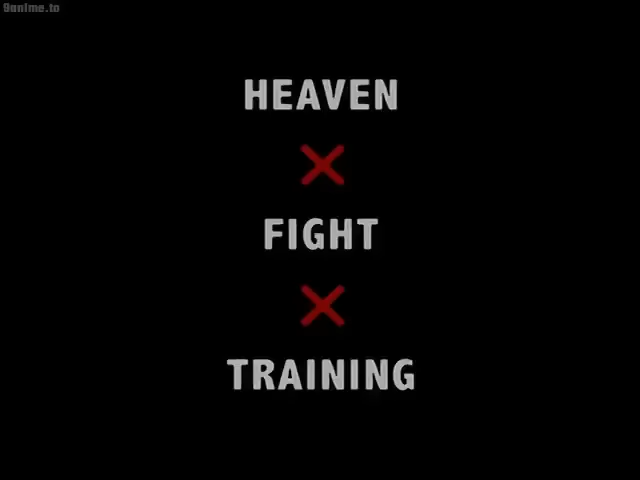 9anime.to
HEAVEN
×
FIGHT
×
TRAINING